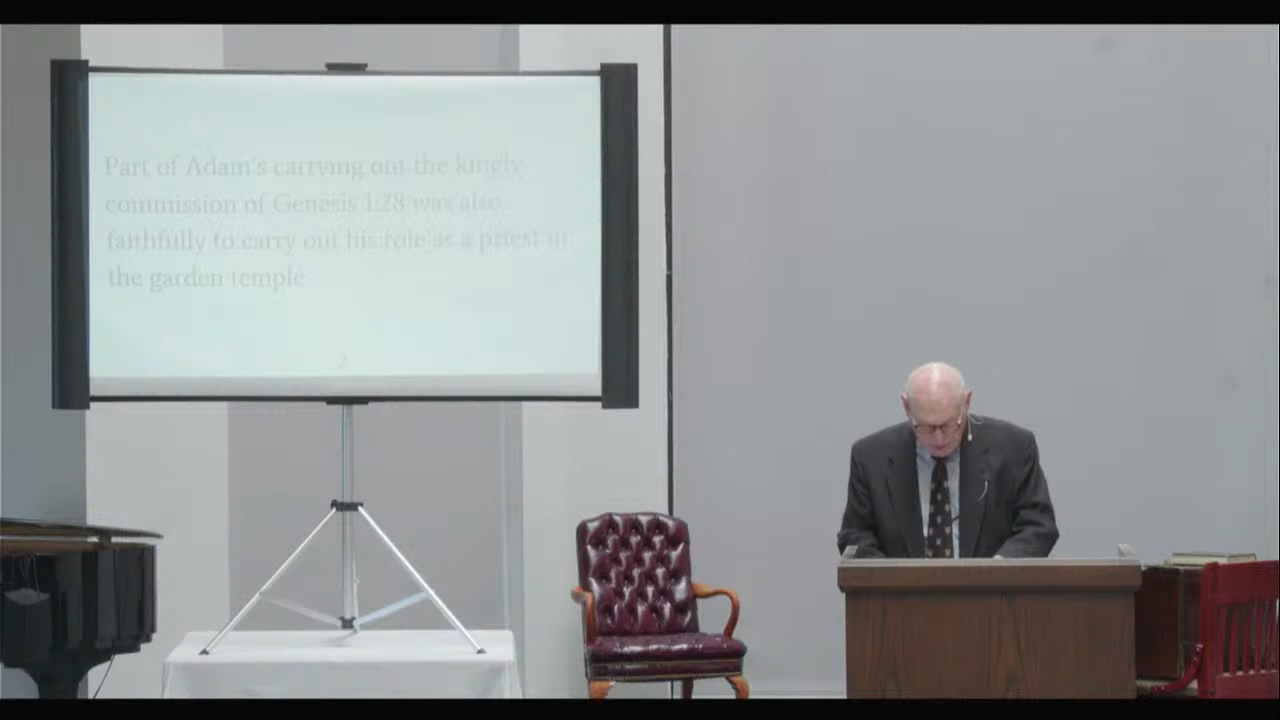 Part of Adam's carrying out the kingly
commission of Genesis 1:28 was also
faithfully to carry out his role as a priest in
the garden temple